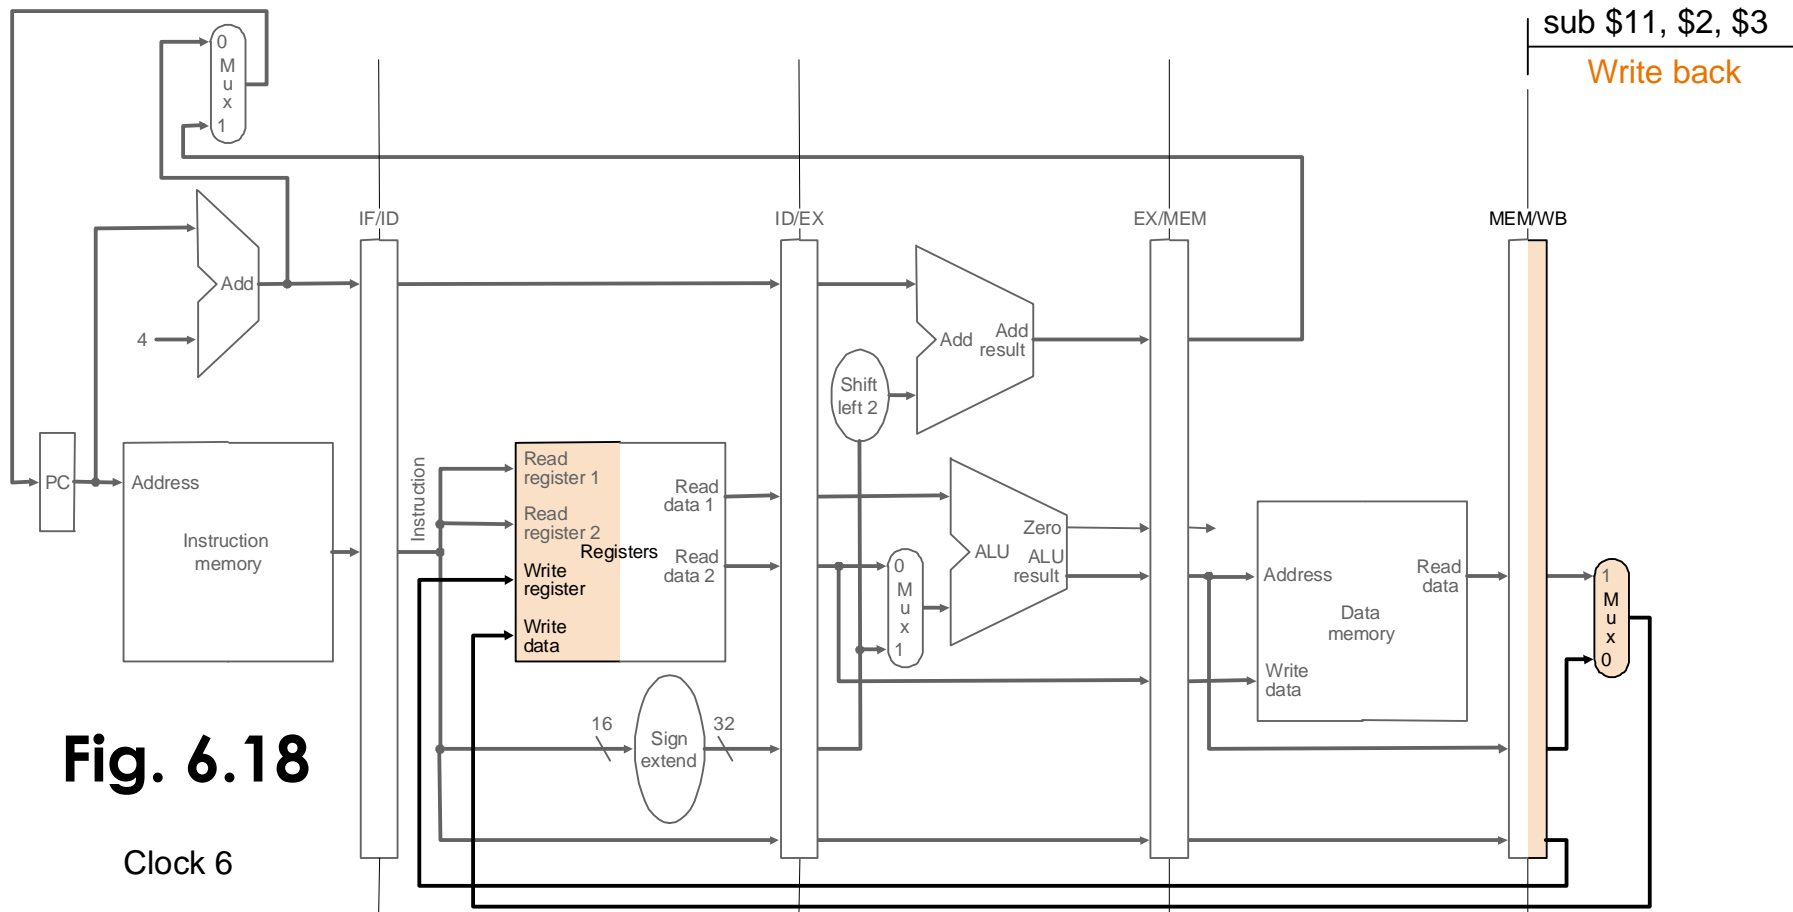 sub $11, $2, $3
Write back
0
M
u
x
1
IF/ID
ID/EX
EX/MEM
MEM/WB
Add
4
Add
Add
result
Shift
left 2
PC
Address
Instruction
memory
Instruction
Read
register 1
Read
register 2
Registers
Write
register
Write
data
Read
data 1
Read
data 2
0
M
u
x
1
Zero
ALU
ALU
result
Address
Read
data
Data
memory
Write
data
1
M
u
x
0
16
Sign
extend
32
Fig. 6.18
Clock 6